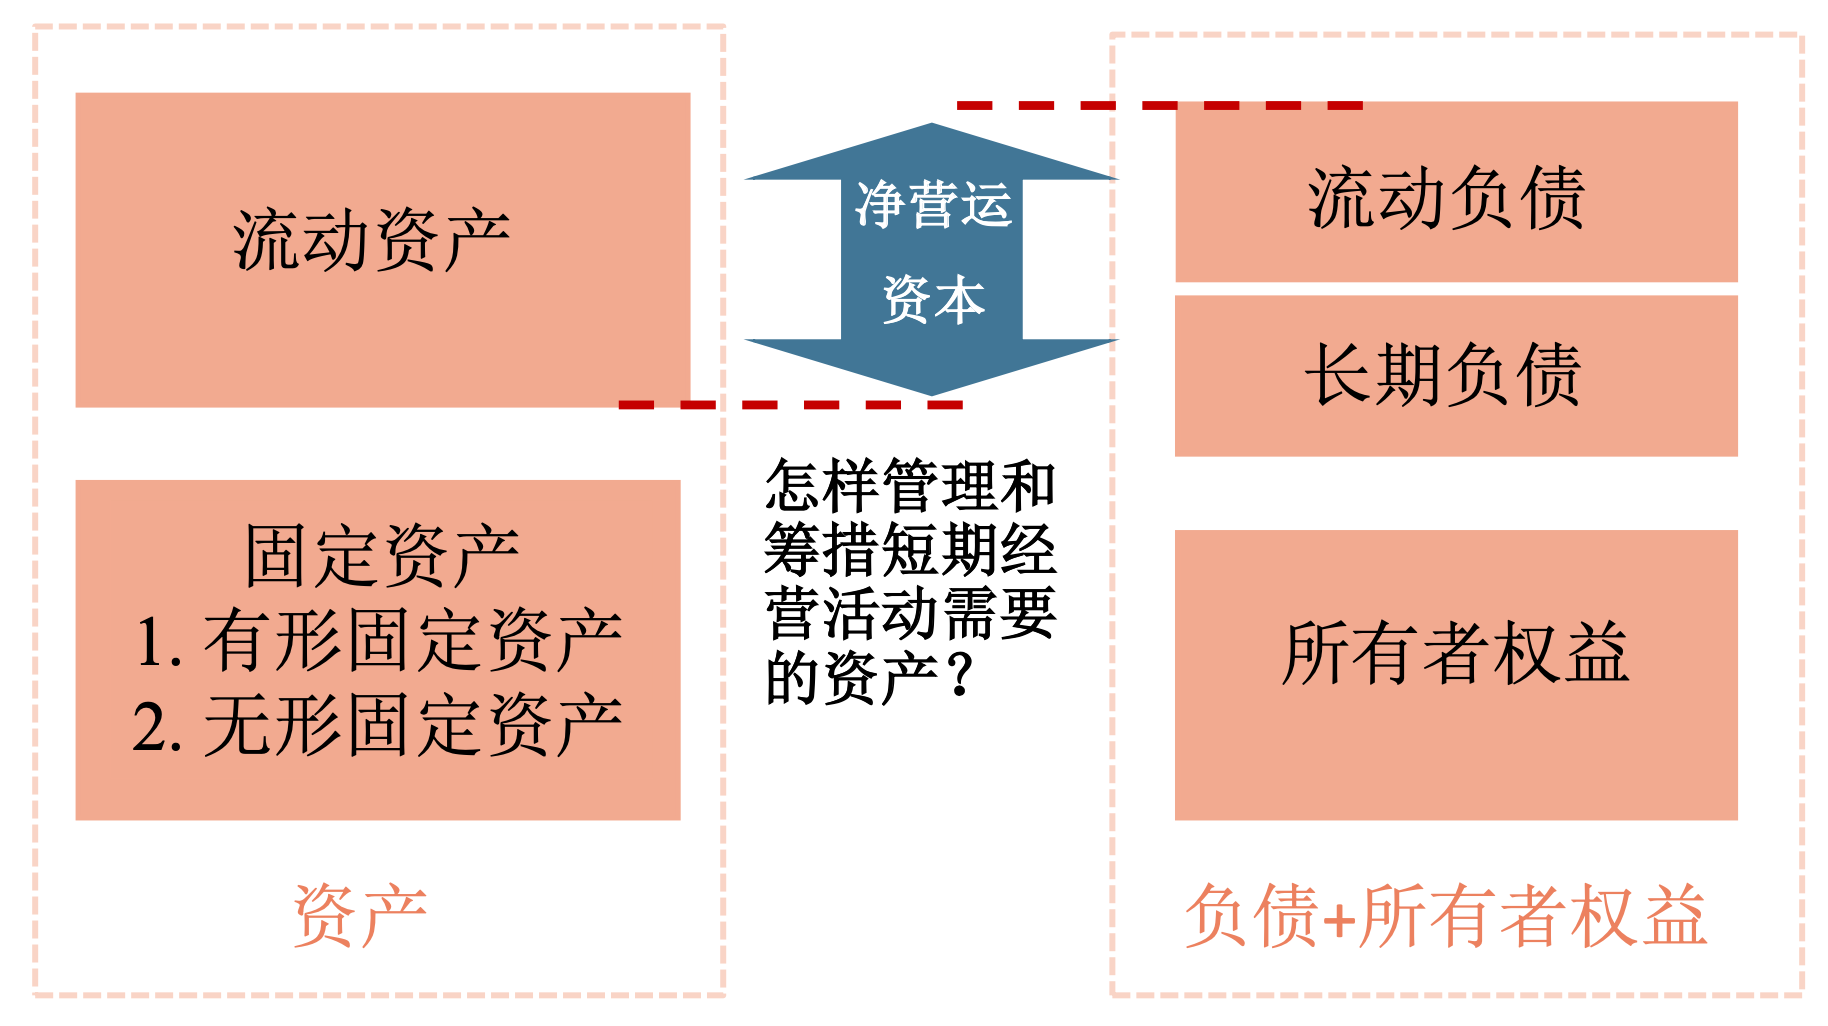 流动资产
固定资产
1. 有形固定资产
2. 无形固定资产
资产
净营运
资本
怎样管理和
筹措短期经
营活动需要
的资产？
流动负债
长期负债
所有者权益
负债+所有者权益